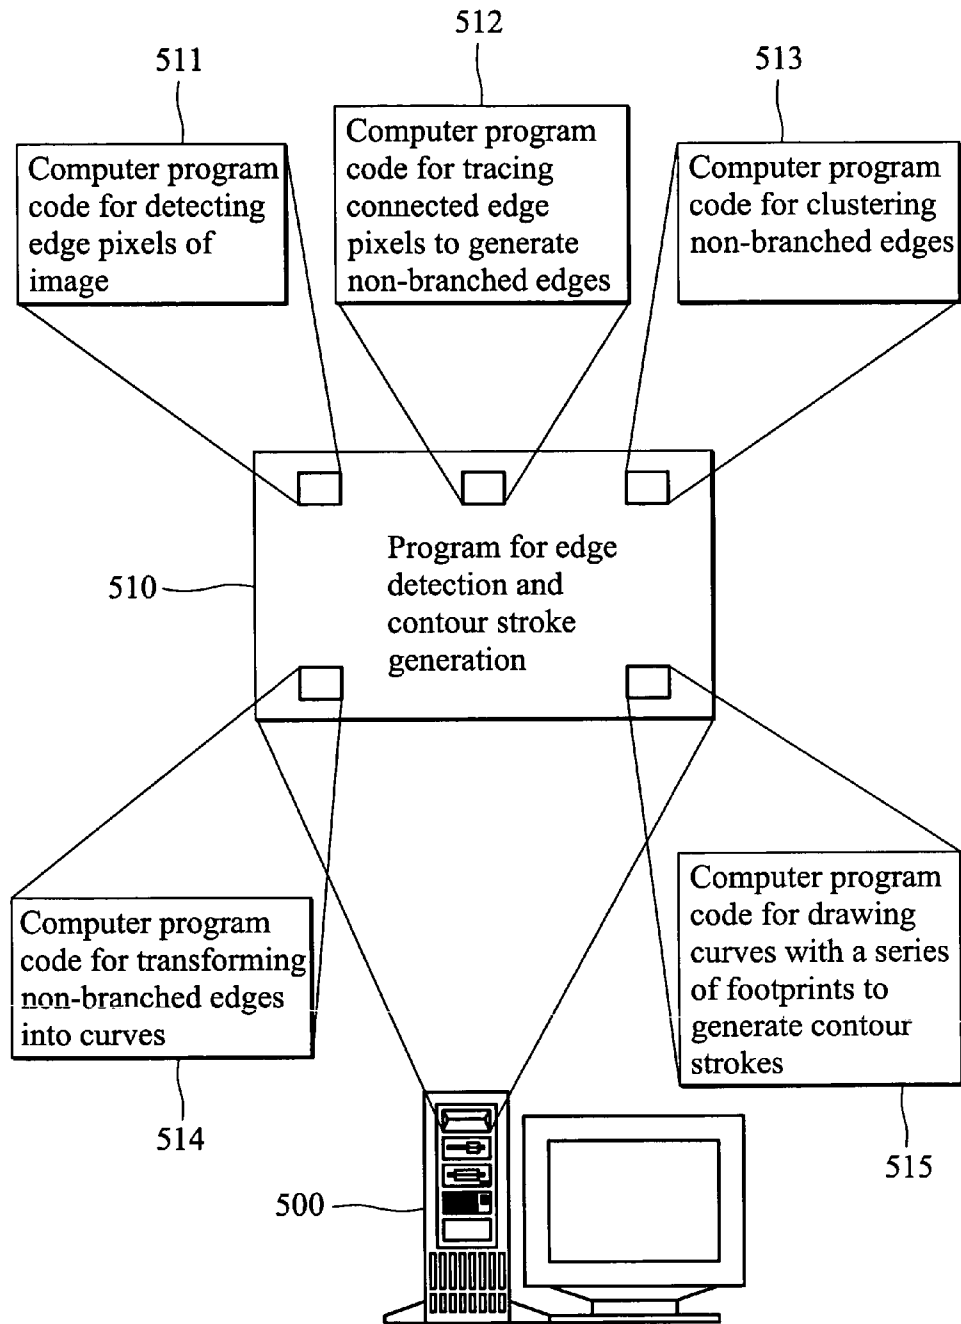 512
511
513
Computer program
code for detecting
edge pixels of
image
Computer program
code for tracing
connected edge
pixels to generate
non-branched edges
Computer program
code for clustering
non-branched edges
510
Program for edge
detection and
contour stroke
generation
Computer program
code for transforming
non-branched edges
into curves
514
Computer program
code for drawing
curves with a series
of footprints to
generate contour
strokes
515
500